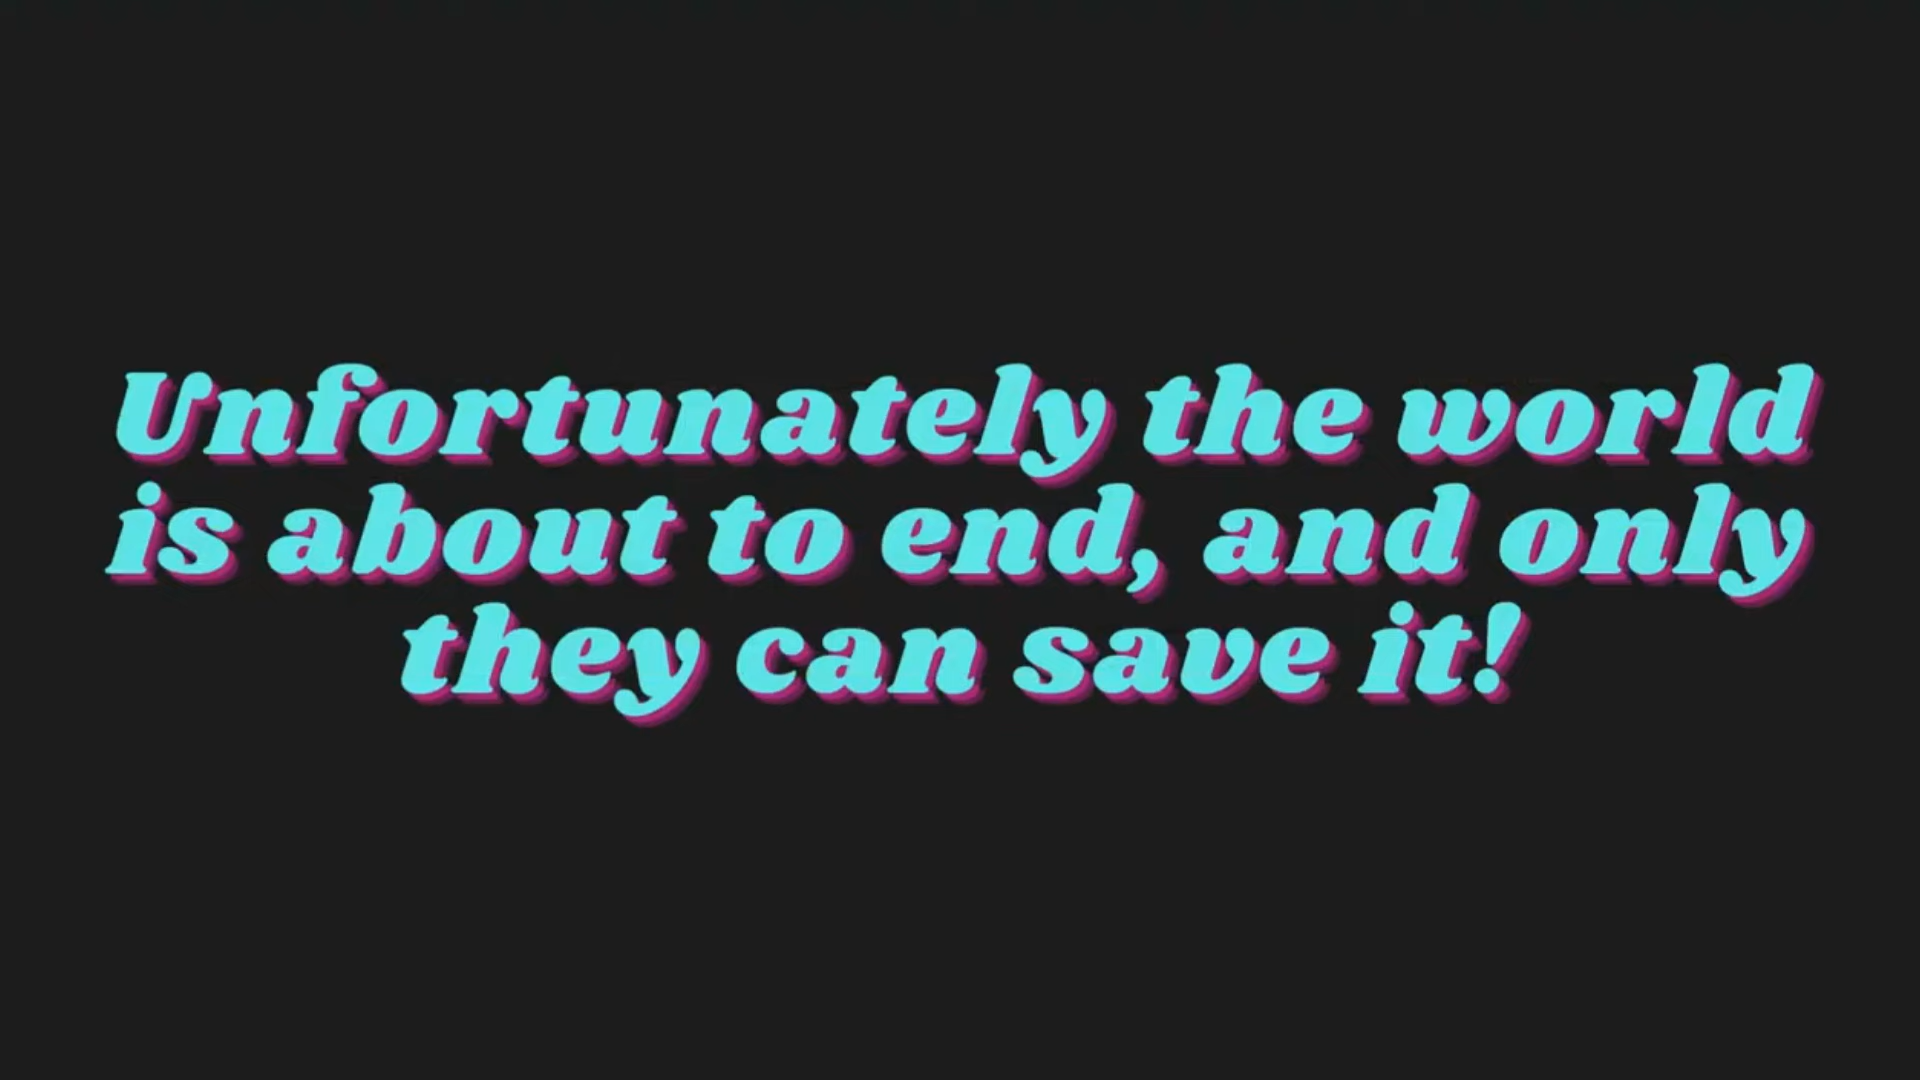 Unfortunately the world
is about to end, and only
they can save it!